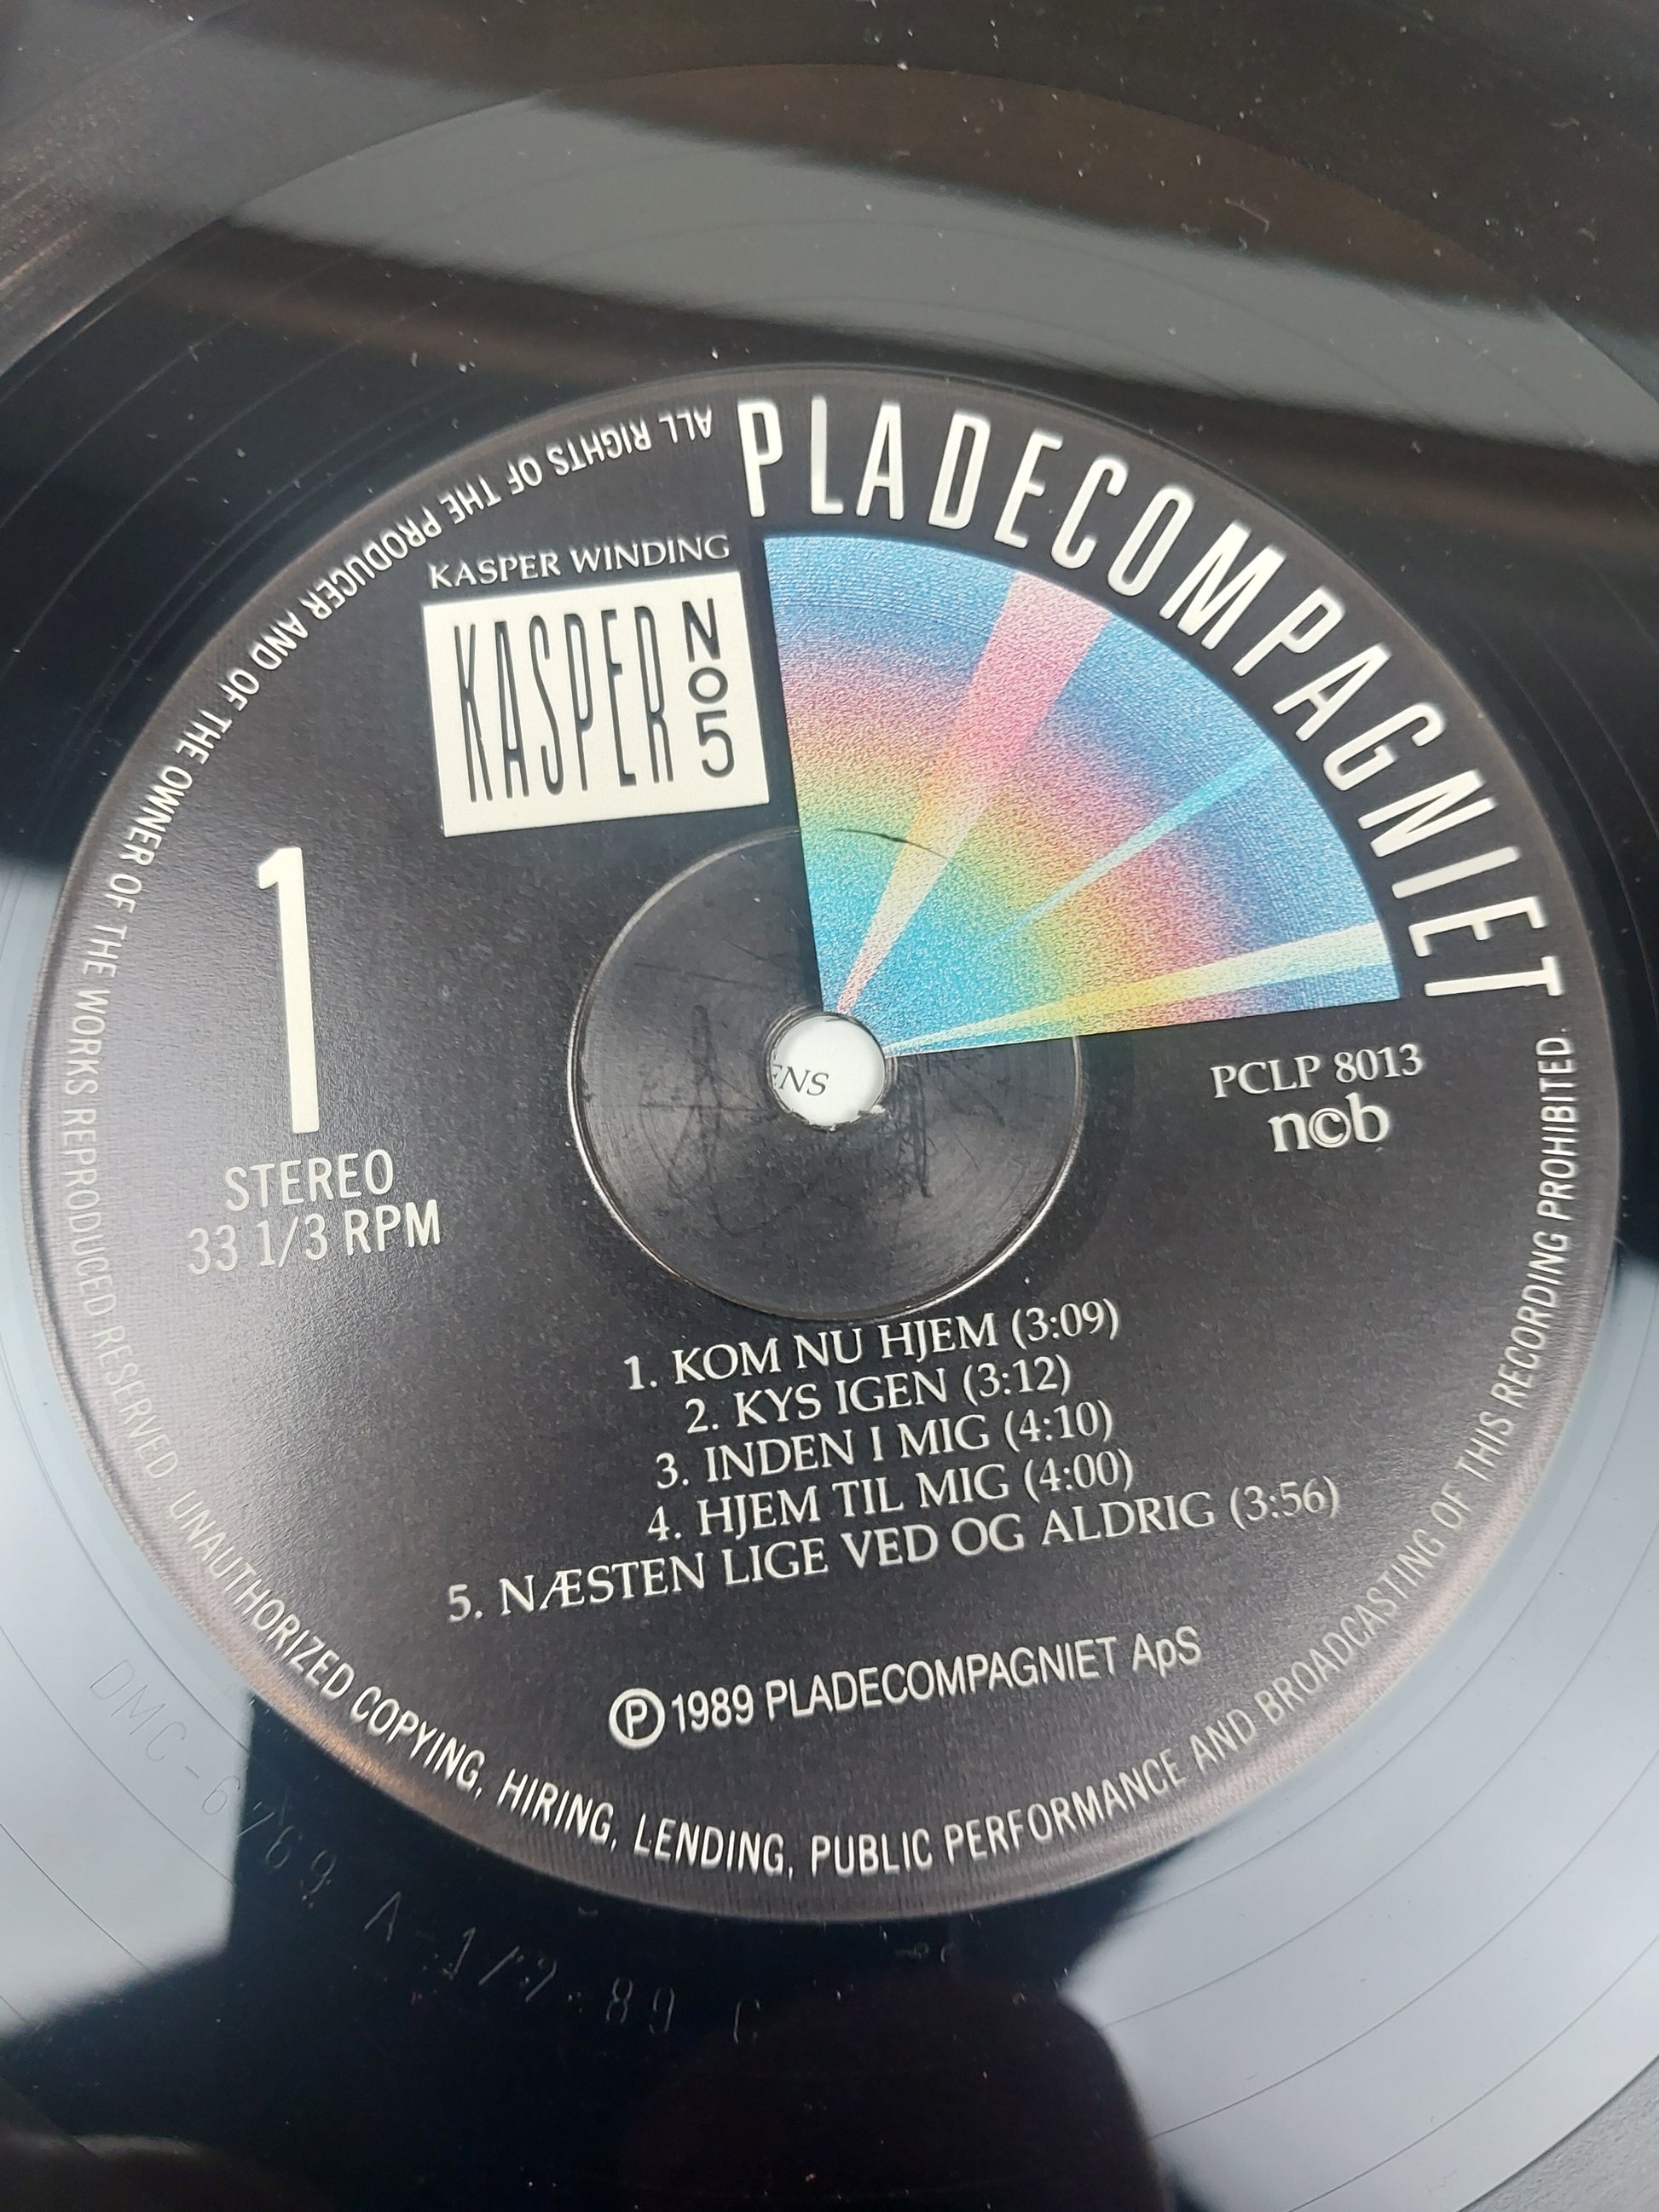 PLADECOMPAGNIET
KASPER WINDING
KASPER No 5
1
STEREO
33 1/3 RPM
PCLP 8013
n©b
1. KOM NU HJEM (3:09)
2. KYS IGEN (3:12)
3. INDEN I MIG (4:10)
4. HJEM TIL MIG (4:00)
5. NÆSTEN LIGE VED OG ALDRIG (3:56)
Ⓟ 1989 PLADECOMPAGNIET ApS
ALL RIGHTS OF THE PRODUCER AND OF THE OWNER OF THE WORKS REPRODUCED RESERVED. UNAUTHORIZED COPYING, HIRING, LENDING, PUBLIC PERFORMANCE AND BROADCASTING OF THIS RECORDING PROHIBITED.